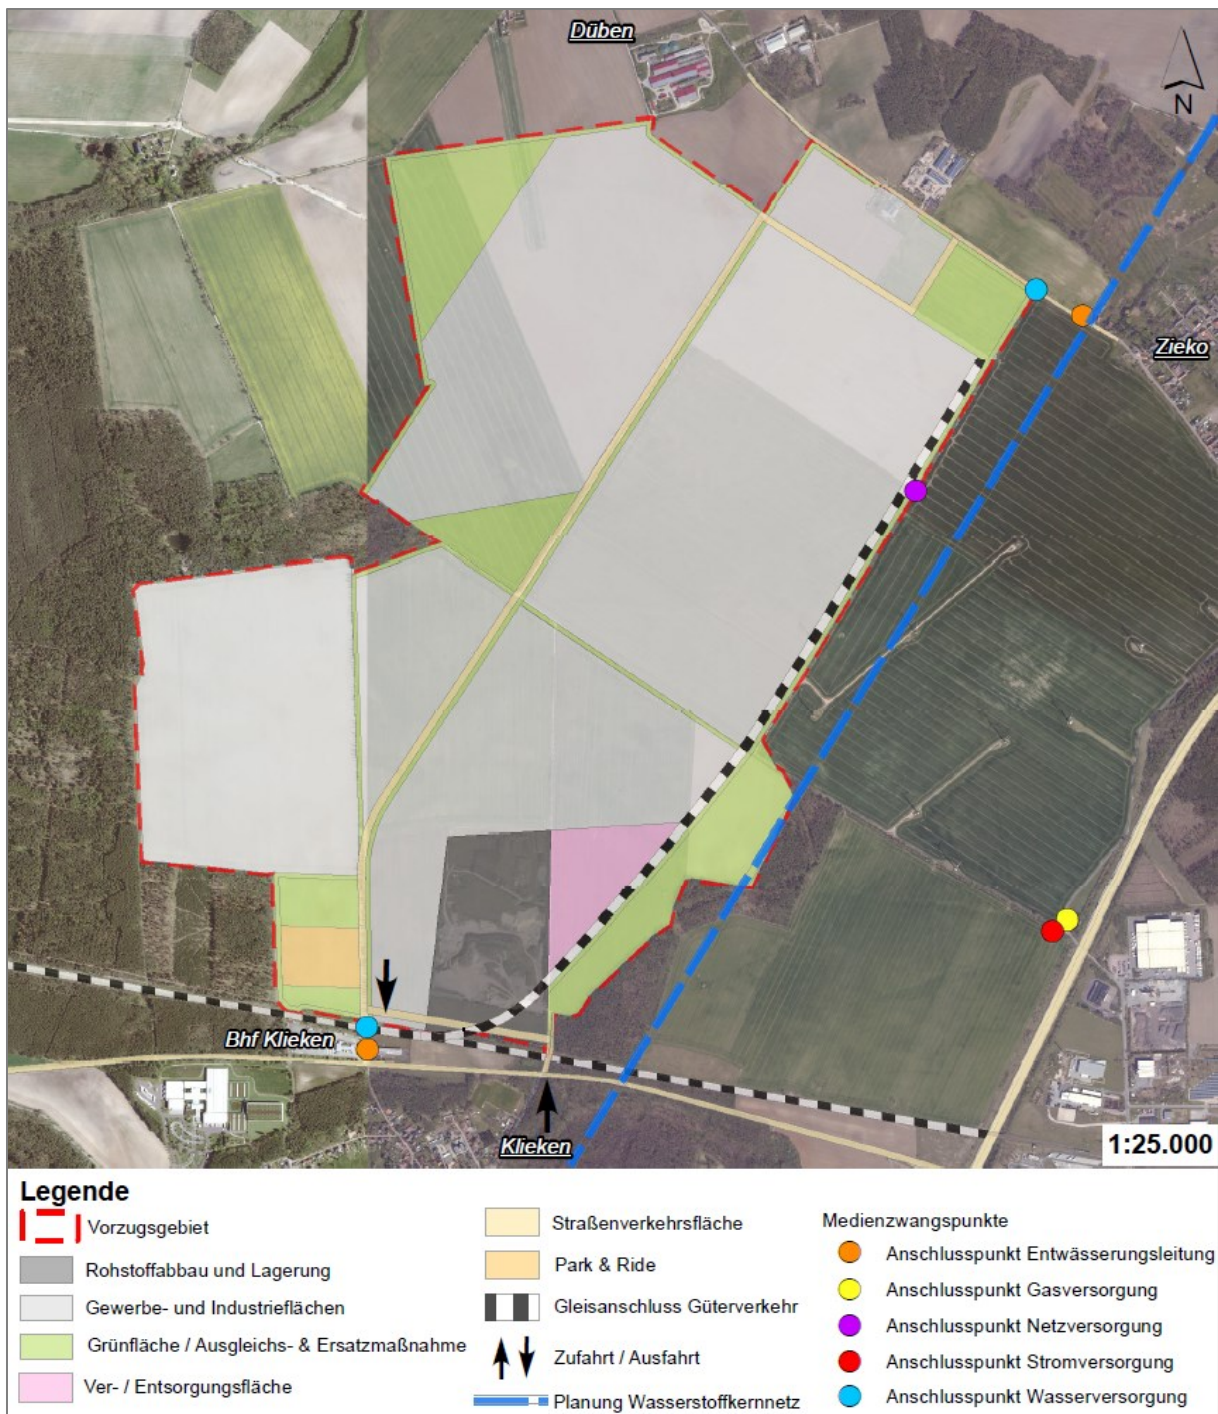 Düben
N
Zieko
Bhf Klieken
Klieken
1:25.000
Legende
Vorzugsgebiet
Rohstoffabbau und Lagerung
Gewerbe- und Industrieflächen
Grünfläche / Ausgleichs- & Ersatzmaßnahme
Ver- / Entsorgungsfläche
Straßenverkehrsfläche
Park & Ride
Gleisanschluss Güterverkehr
Zufahrt / Ausfahrt
Planung Wasserstoffkernnetz
Medienzwangspunkte
Anschlusspunkt Entwässerungsleitung
Anschlusspunkt Gasversorgung
Anschlusspunkt Netzversorgung
Anschlusspunkt Stromversorgung
Anschlusspunkt Wasserversorgung